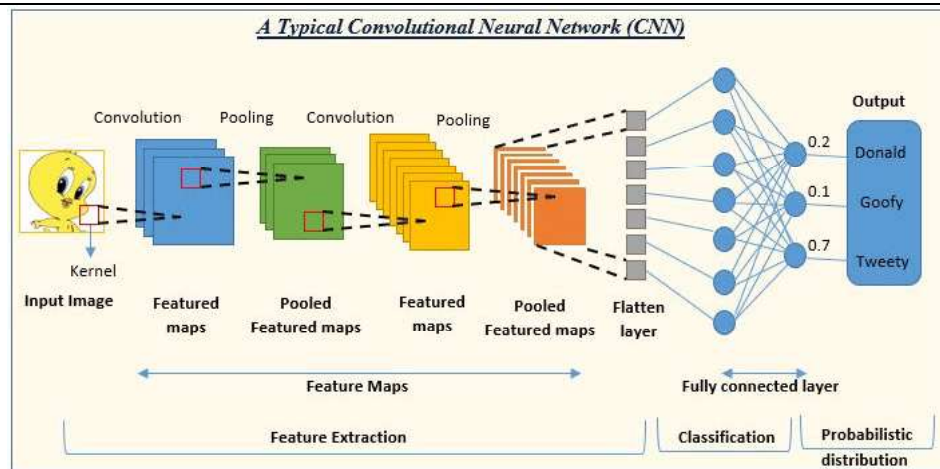 A Typical Convolutional Neural Network (CNN)
Convolution
Pooling
Convolution
Pooling
Output
0.2
Donald
0.1
Goofy
0.7
Tweety
Kernel
Input Image
Featured
maps
Pooled
Featured maps
Featured
maps
Pooled
Featured maps
Flatten
layer
Feature Maps
Fully connected layer
Feature Extraction
Classification
Probabilistic
distribution